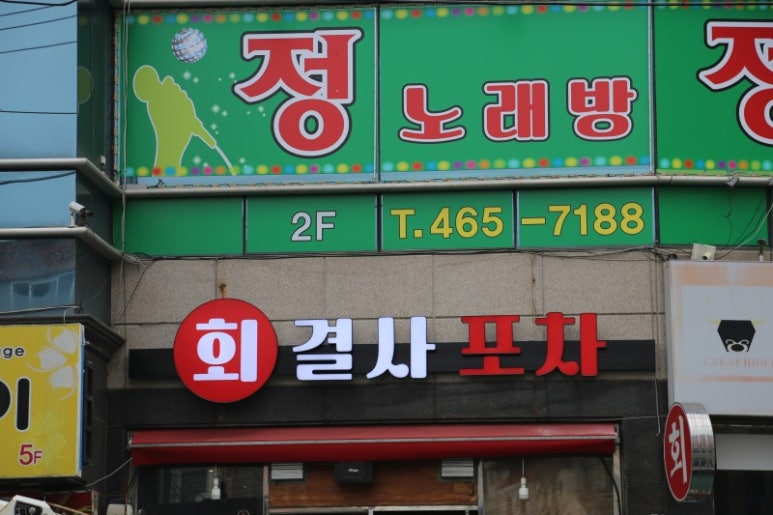 정 노래방 정
2F T.465-7188
회 결사 포차
5F
회